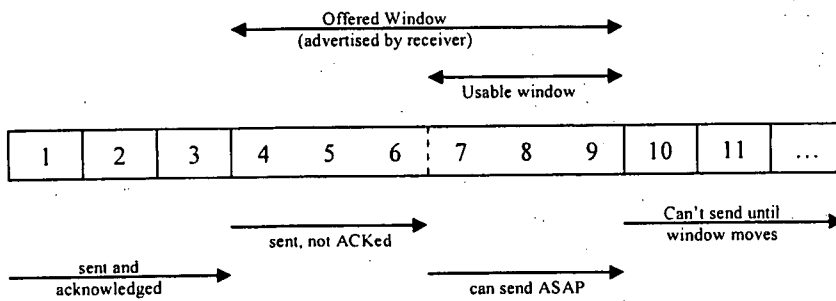 Offered Window
(advertised by receiver)
Usable window
1 2 3 4 5 6 7 8 9 10 11 ...
sent, not ACKed
Can't send until
window moves
sent and
acknowledged
can send ASAP